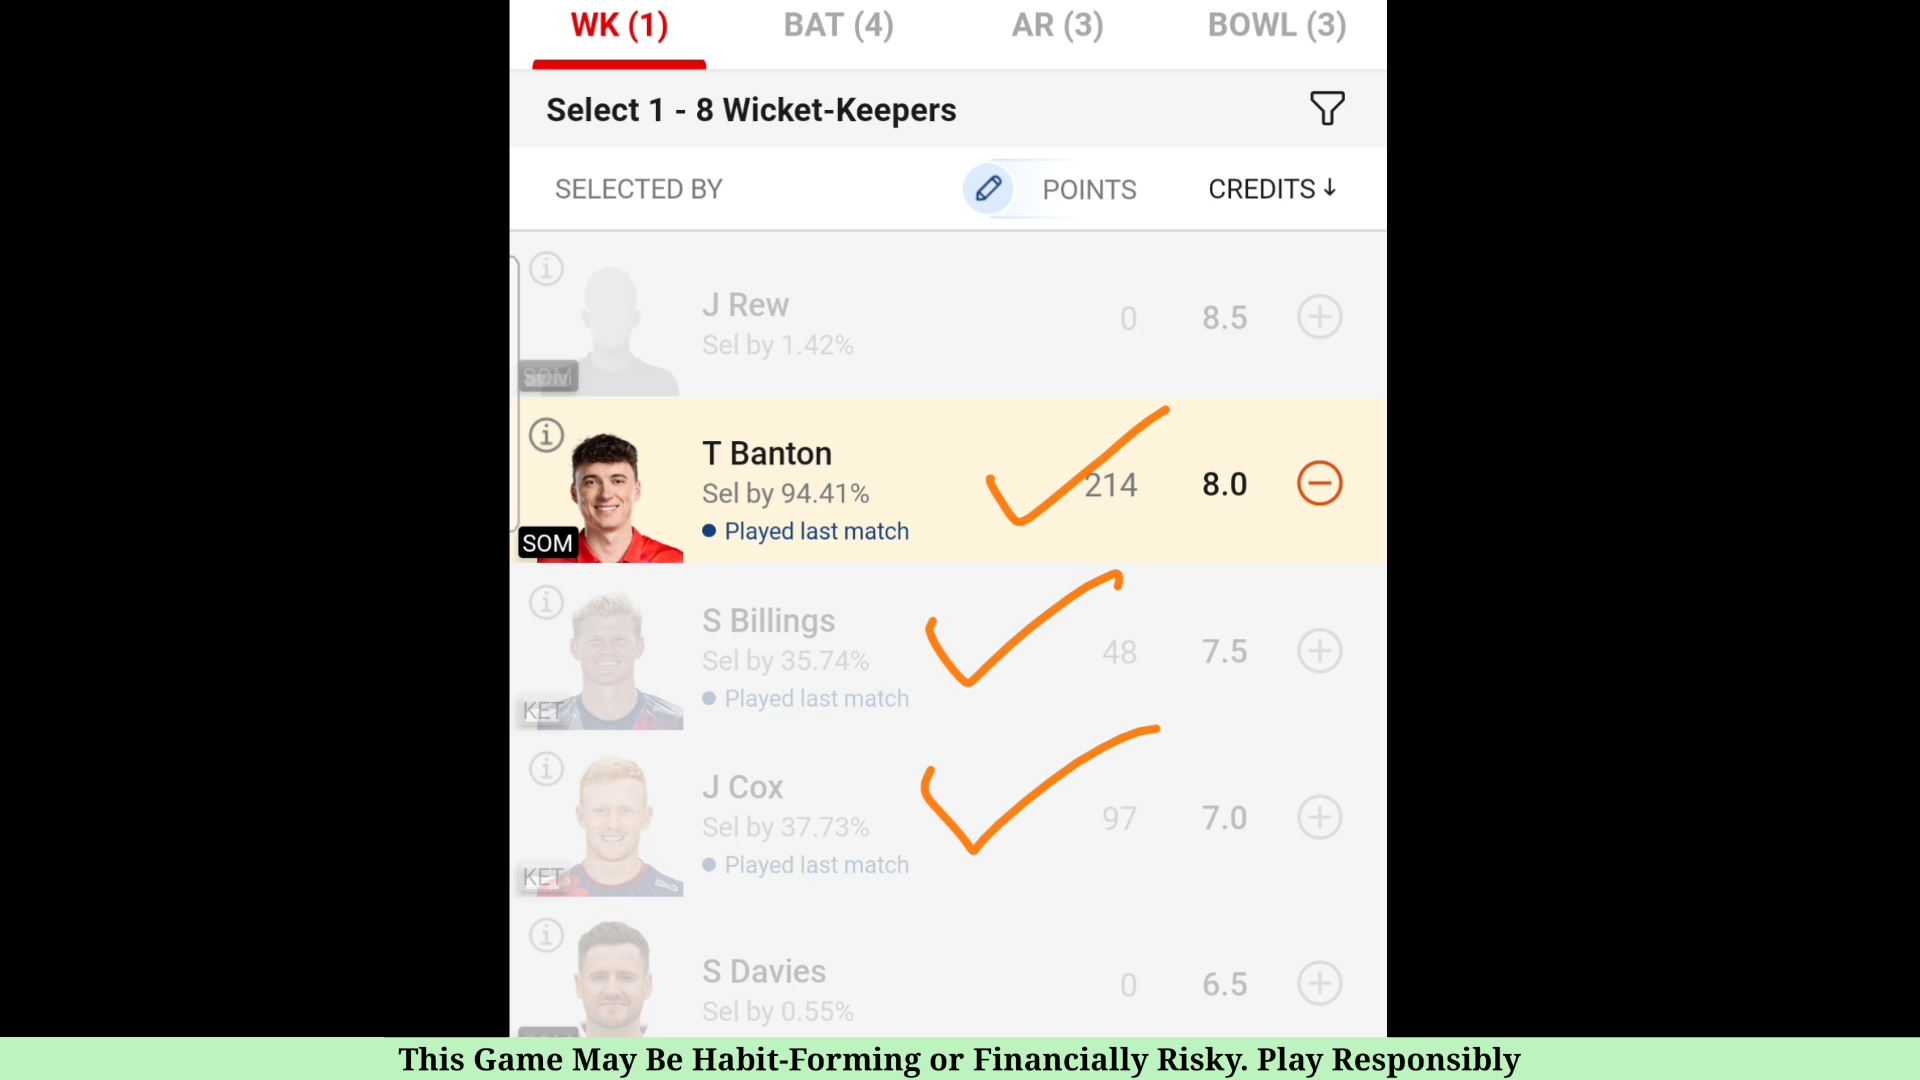 WK (1) BAT (4) AR (3) BOWL (3)
Select 1 - 8 Wicket-Keepers
SELECTED BY POINTS CREDITS ↓
J Rew
Sel by 1.42%
0 8.5
SOM
T Banton
Sel by 94.41%
Played last match
214 8.0
SOM
S Billings
Sel by 35.74%
Played last match
48 7.5
KET
J Cox
Sel by 37.73%
Played last match
97 7.0
KET
S Davies
Sel by 0.55%
0 6.5
This Game May Be Habit-Forming or Financially Risky. Play Responsibly